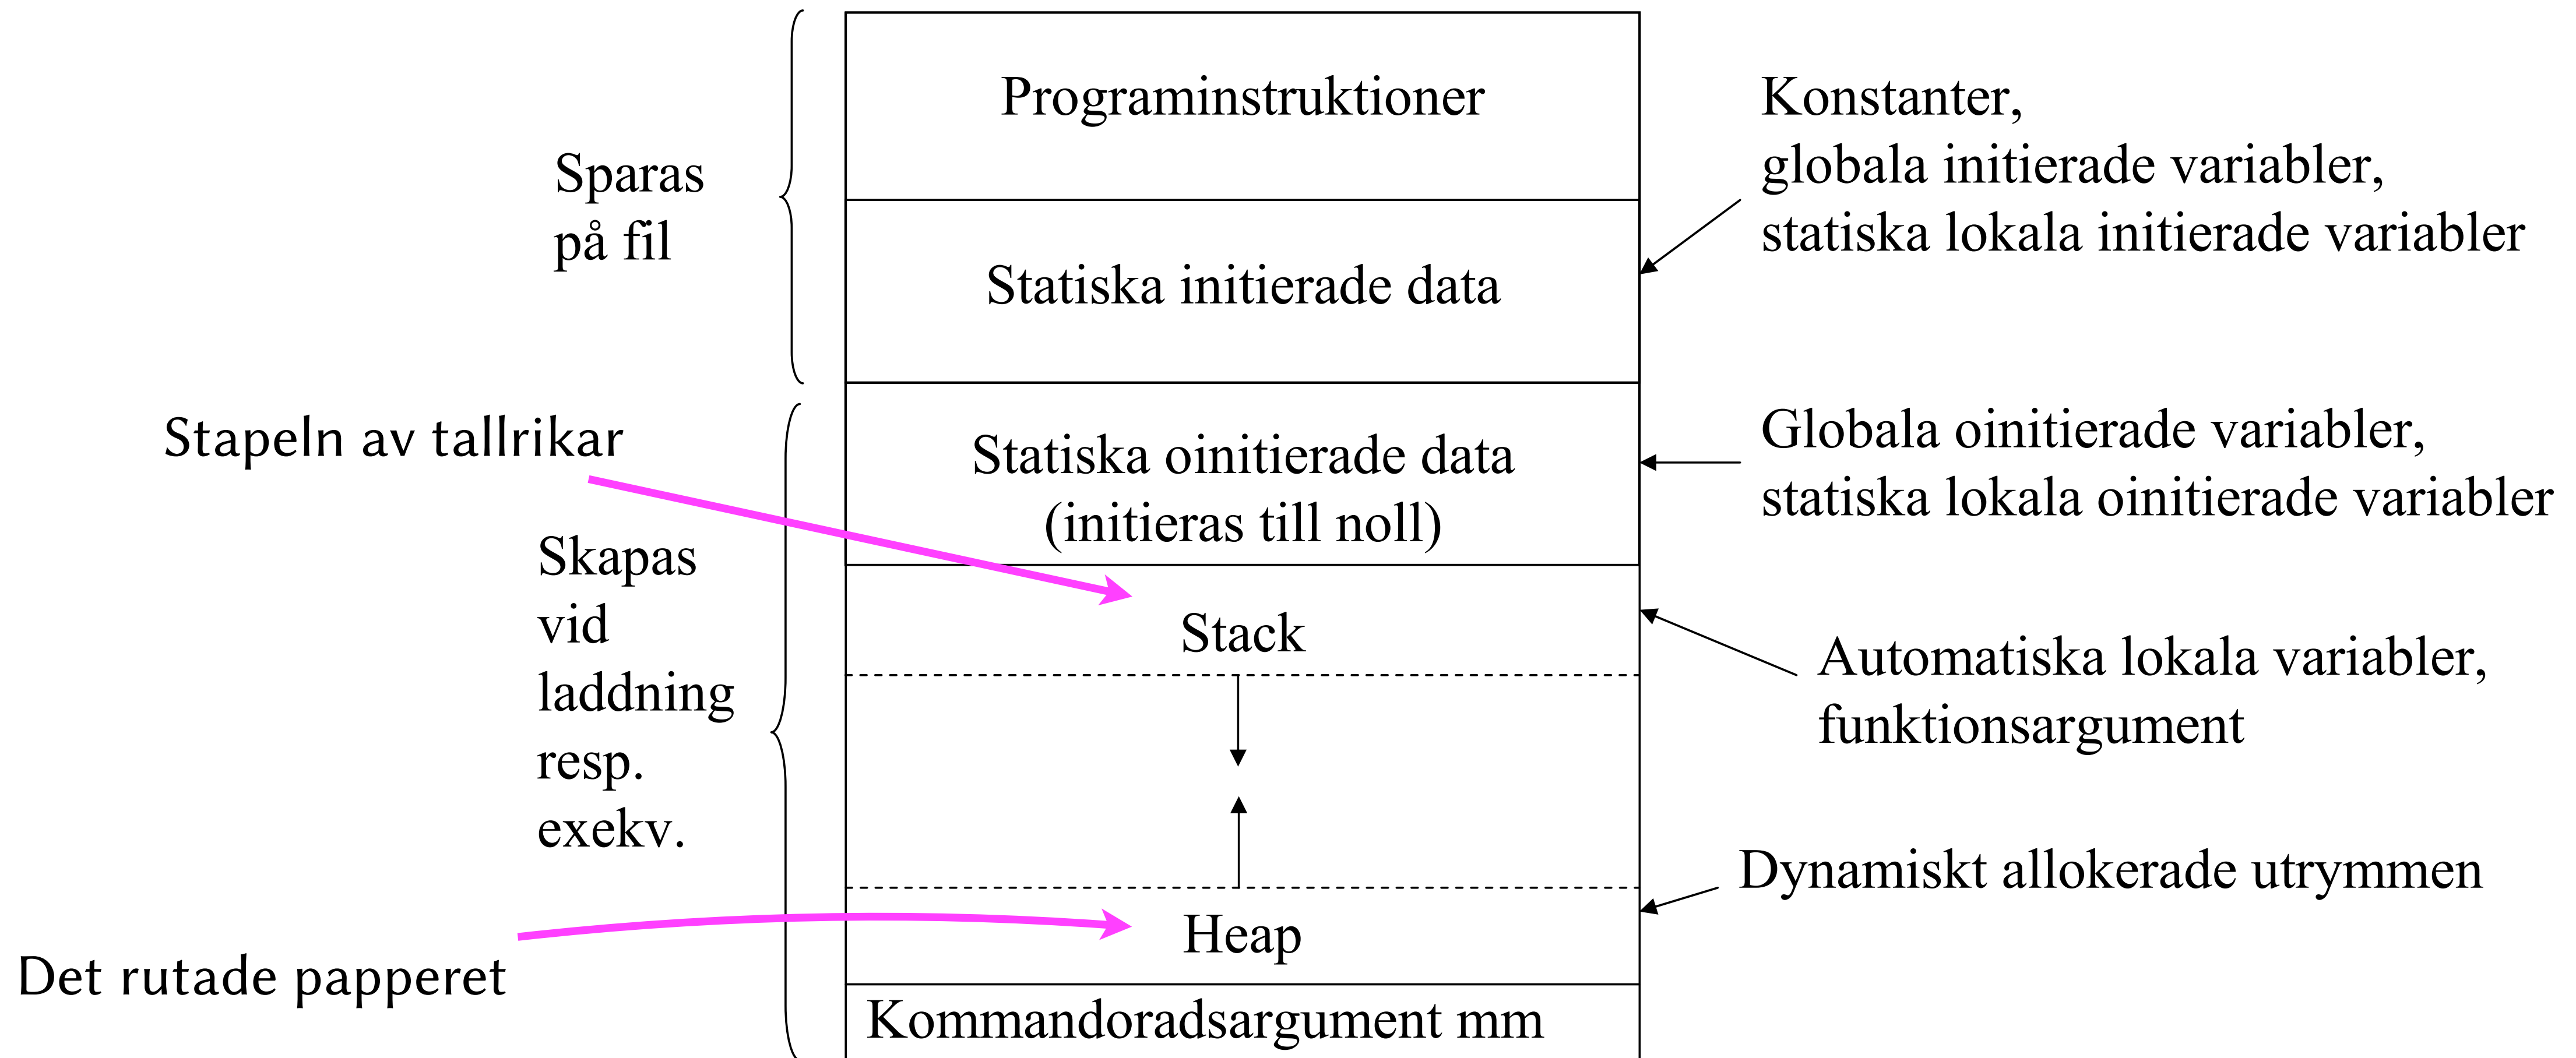 Programinstruktioner
Konstanter,
globala initierade variabler,
statiska lokala initierade variabler
Sparas
på fil
Statiska initierade data
Stapeln av tallrikar
Statiska oinitierade data
(initieras till noll)
Globala oinitierade variabler,
statiska lokala oinitierade variabler
Skapas
vid
laddning
resp.
exekv.
Stack
Automatiska lokala variabler,
funktionsargument
Dynamiskt allokerade utrymmen
Heap
Det rutade papperet
Kommandoradsargument mm